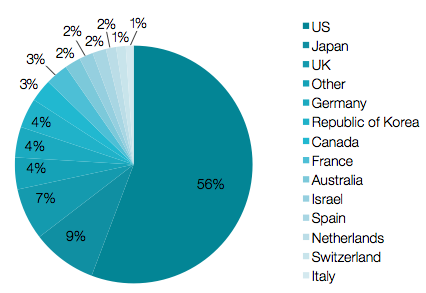 2%
1%
2%
2%
2%
1%
3%
3%
4%
4%
4%
7%
9%
56%
US
Japan
UK
Other
Germany
Republic of Korea
Canada
France
Australia
Israel
Spain
Netherlands
Switzerland
Italy